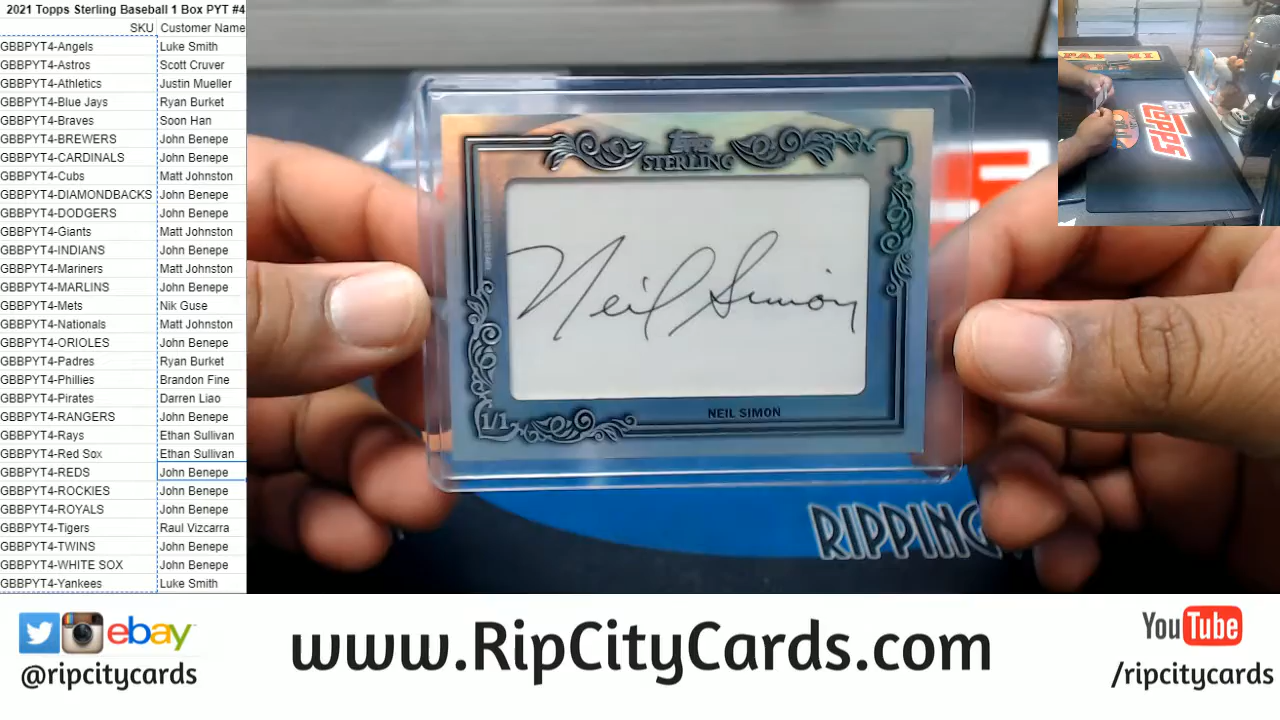 2021 Topps Sterling Baseball 1 Box PYT #4
SKU Customer Name
GBBPYT4-Angels Luke Smith
GBBPYT4-Astros Scott Cruver
GBBPYT4-Athletics Justin Mueller
GBBPYT4-Blue Jays Ryan Burket
GBBPYT4-Braves Soon Han
GBBPYT4-BREWERS John Benepe
GBBPYT4-CARDINALS John Benepe
GBBPYT4-Cubs Matt Johnston
GBBPYT4-DIAMONDBACKS John Benepe
GBBPYT4-DODGERS John Benepe
GBBPYT4-Giants Matt Johnston
GBBPYT4-INDIANS John Benepe
GBBPYT4-Mariners Matt Johnston
GBBPYT4-MARLINS John Benepe
GBBPYT4-Mets Nik Guse
GBBPYT4-Nationals Matt Johnston
GBBPYT4-ORIOLES John Benepe
GBBPYT4-Padres Ryan Burket
GBBPYT4-Phillies Brandon Fine
GBBPYT4-Pirates Darren Liao
GBBPYT4-RANGERS John Benepe
GBBPYT4-Rays Ethan Sullivan
GBBPYT4-Red Sox Ethan Sullivan
GBBPYT4-REDS John Benepe
GBBPYT4-ROCKIES John Benepe
GBBPYT4-ROYALS John Benepe
GBBPYT4-Tigers Raul Vizcarra
GBBPYT4-TWINS John Benepe
GBBPYT4-WHITE SOX John Benepe
GBBPYT4-Yankees Luke Smith
TOPPS
STERLING
Neil Simon
NEIL SIMON
1/1
RIPPING
PANINI
TOPPS
ebay
@ripcitycards
www.RipCityCards.com
YouTube
/ripcitycards